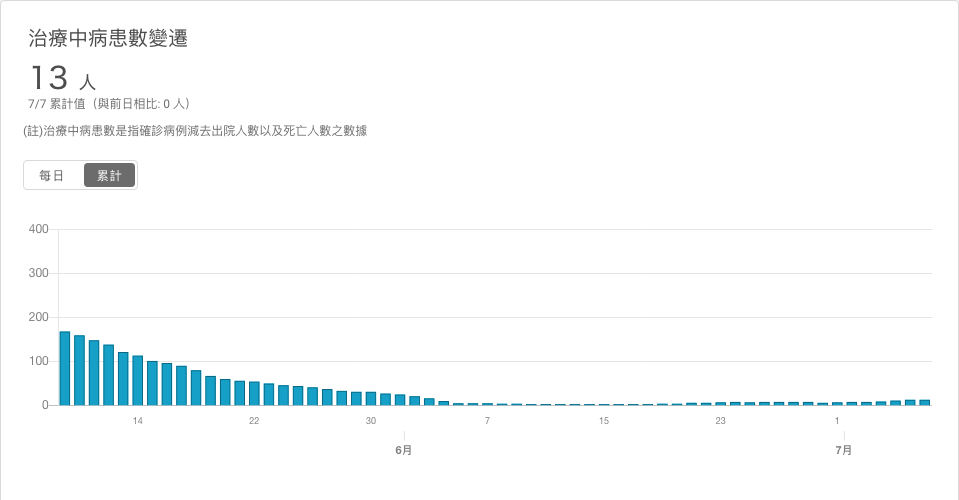 治療中病患數變遷
13 人
7/7 累計值（與前日相比: 0 人）
(註)治療中病患數是指確診病例減去出院人數以及死亡人數之數據
每日 累計
400
300
200
100
0
14 22 30 7 15 23 1
6月 7月